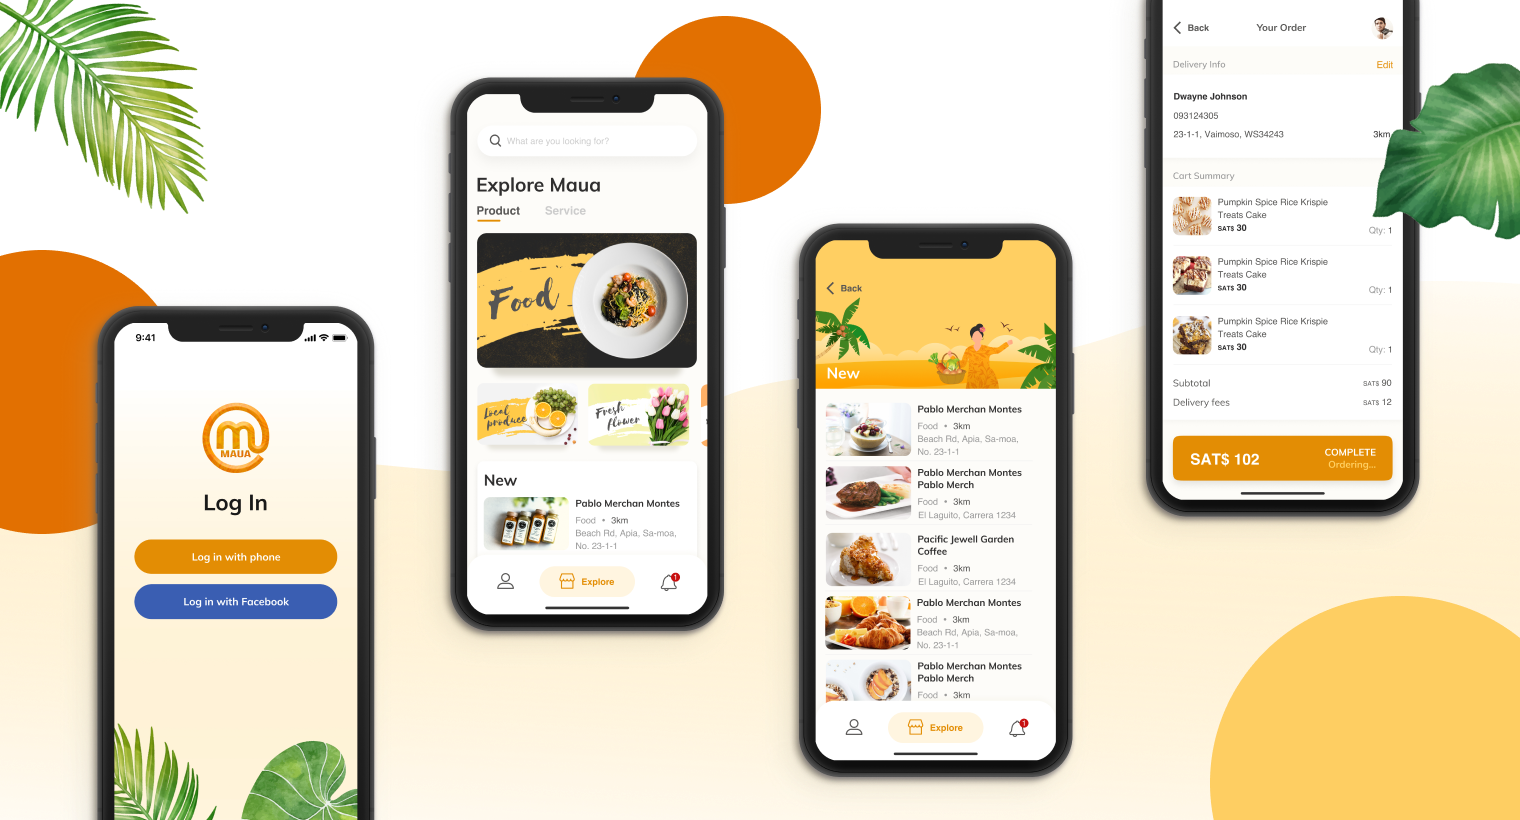 9:41
MAUA
Log In
Log in with phone
Log in with Facebook
What are you looking for?
Explore Maua
Product
Service
Food
Local
produce
Fresh
flower
New
Pablo Merchan Montes
Food • 3km
Beach Rd, Apia, Sa-moa,
No. 23-1-1
Explore
1
Back
New
Pablo Merchan Montes
Food • 3km
Beach Rd, Apia, Sa-moa,
No. 23-1-1
Pablo Merchan Montes
Pablo Merch
Food • 3km
El Laguito, Carrera 1234
Pacific Jewell Garden
Coffee
Food • 3km
El Laguito, Carrera 1234
Pablo Merchan Montes
Food • 3km
Beach Rd, Apia, Sa-moa,
No. 23-1-1
Pablo Merchan Montes
Pablo Merch
Food • 3km
Explore
1
Back
Your Order
Delivery Info
Edit
Dwayne Johnson
093124305
23-1-1, Vaimoso, WS34243
3km
Cart Summary
Pumpkin Spice Rice Krispie
Treats Cake
SAT$ 30
Qty: 1
Pumpkin Spice Rice Krispie
Treats Cake
SAT$ 30
Qty: 1
Pumpkin Spice Rice Krispie
Treats Cake
SAT$ 30
Qty: 1
Subtotal
SAT$ 90
Delivery fees
SAT$ 12
SAT$ 102
COMPLETE
Ordering...